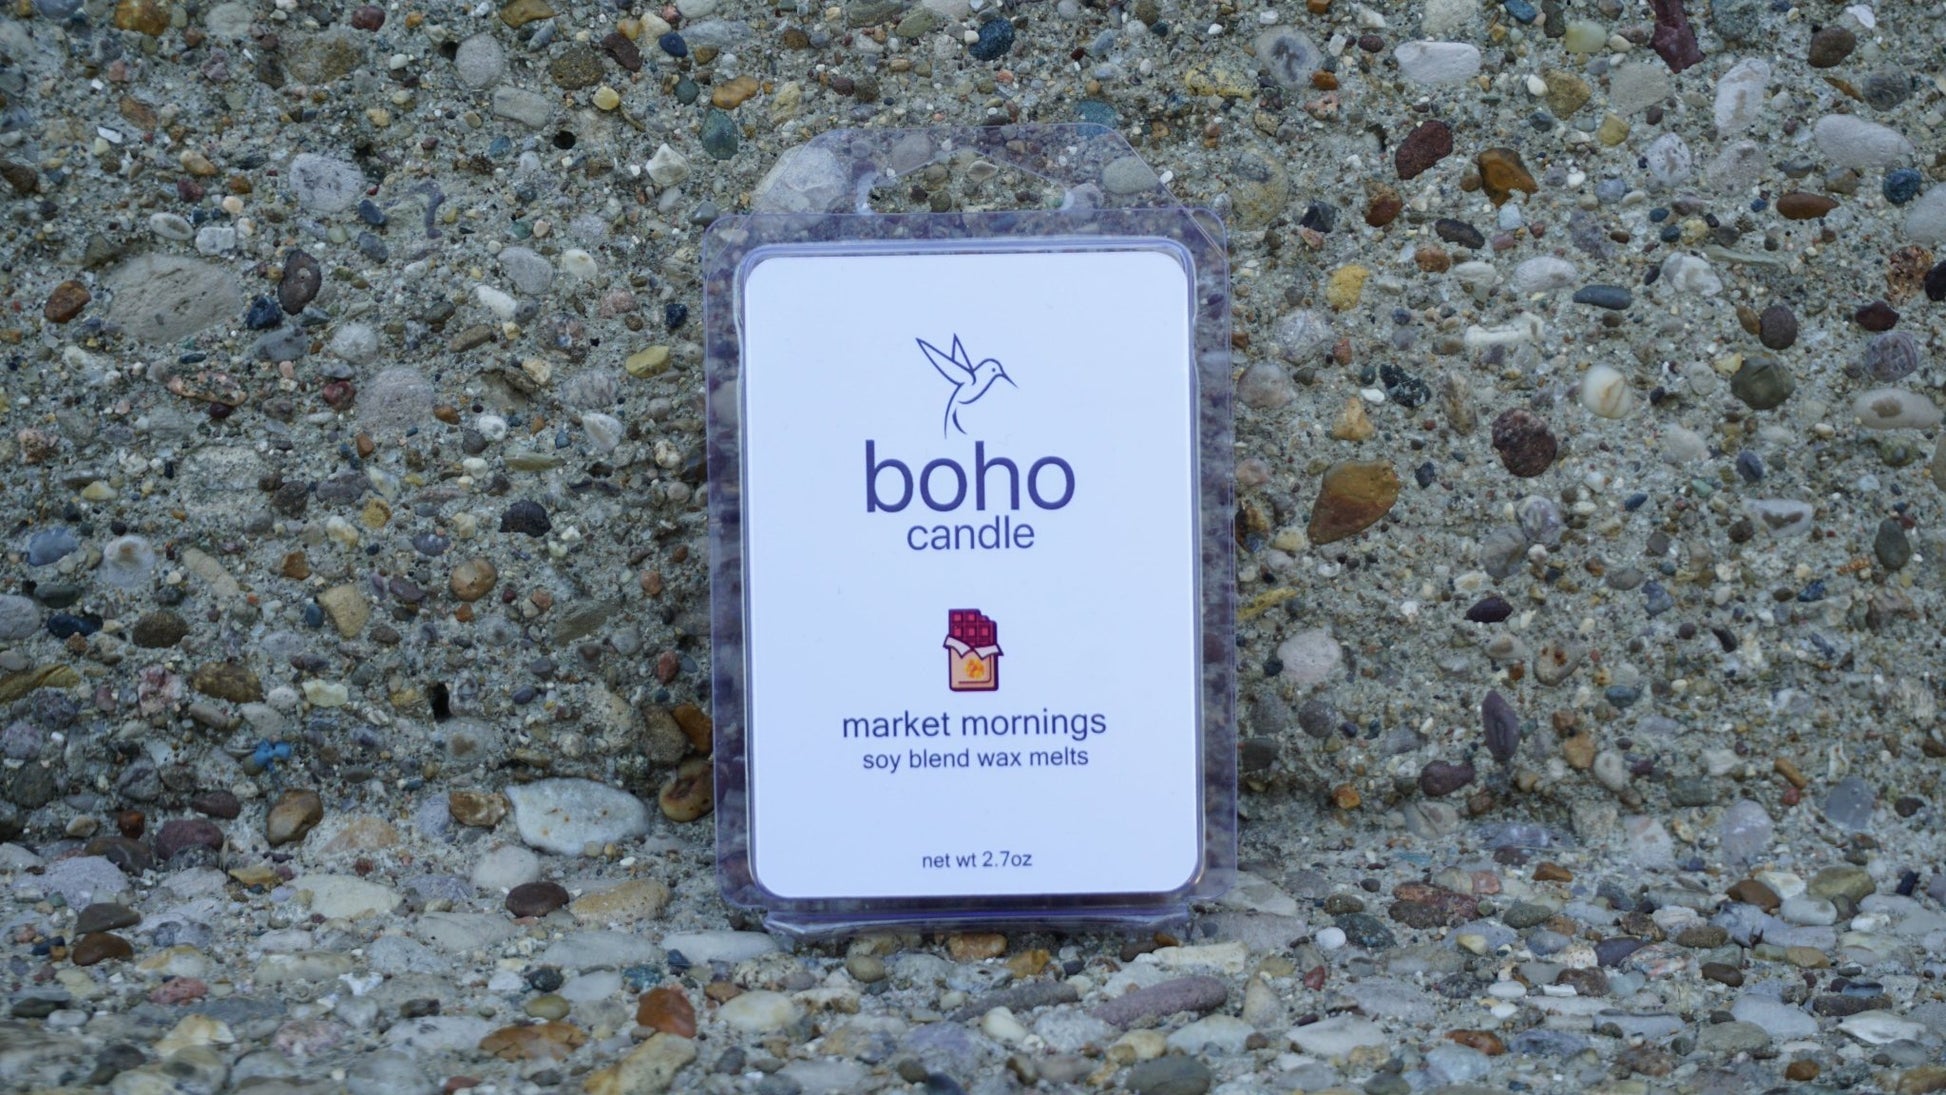 boho
candle
market mornings
soy blend wax melts
net wt 2.7oz